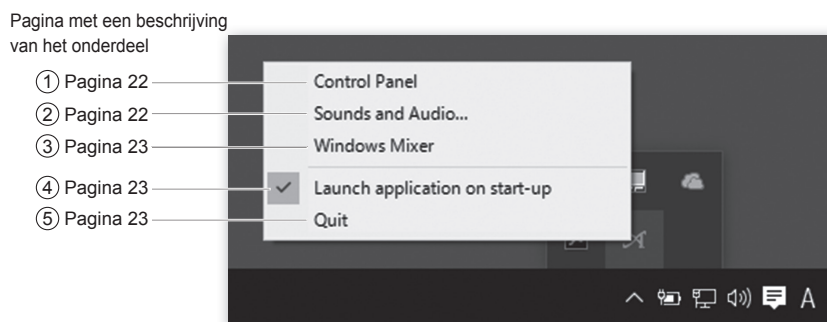 Pagina met een beschrijving
van het onderdeel
① Pagina 22
Control Panel
② Pagina 22
Sounds and Audio...
③ Pagina 23
Windows Mixer
④ Pagina 23
Launch application on start-up
⑤ Pagina 23
Quit
A